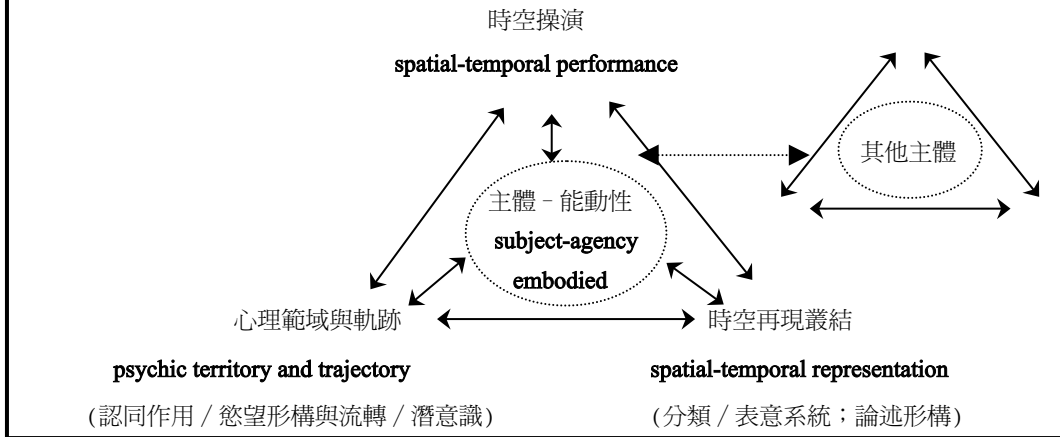 時空操演
spatial-temporal performance
其他主體
主體－能動性
subject-agency
embodied
心理範域與軌跡
時空再現叢結
psychic territory and trajectory
spatial-temporal representation
(認同作用／慾望形構與流轉／潛意識)
(分類／表意系統；論述形構)